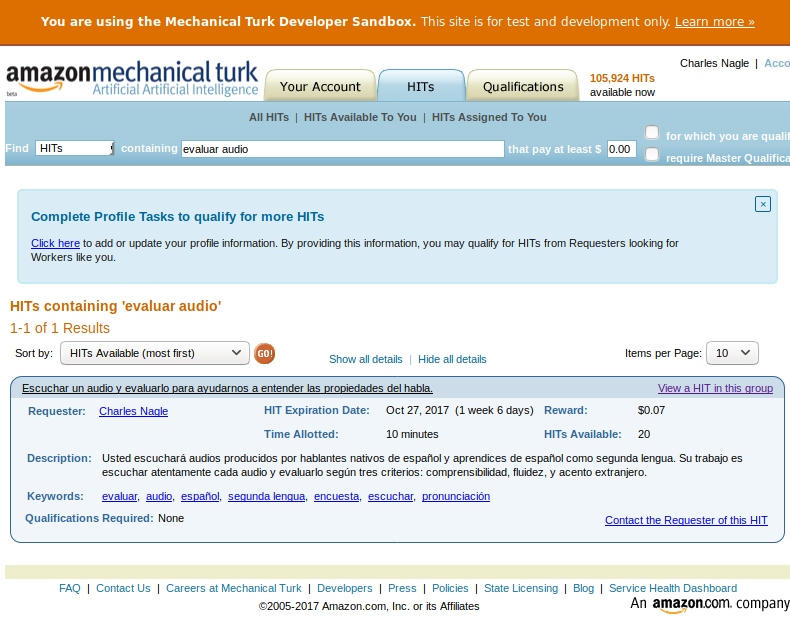 You are using the Mechanical Turk Developer Sandbox. This site is for test and development only. Learn more »
amazonmechanical turk
Artificial Artificial Intelligence
beta
Your Account
HITs
Qualifications
105,924 HITs
available now
Charles Nagle | Acco
All HITs | HITs Available To You | HITs Assigned To You
Find HITs containing evaluar audio that pay at least $ 0.00
for which you are qualif
require Master Qualifica
Complete Profile Tasks to qualify for more HITs
×
Click here to add or update your profile information. By providing this information, you may qualify for HITs from Requesters looking for
Workers like you.
HITs containing 'evaluar audio'
1-1 of 1 Results
Sort by: HITs Available (most first) GO! Show all details | Hide all details Items per Page: 10
Escuchar un audio y evaluarlo para ayudarnos a entender las propiedades del habla. View a HIT in this group
Requester: Charles Nagle HIT Expiration Date: Oct 27, 2017 (1 week 6 days) Reward: $0.07
Time Allotted: 10 minutes HITs Available: 20
Description: Usted escuchará audios producidos por hablantes nativos de español y aprendices de español como segunda lengua. Su trabajo es
escuchar atentamente cada audio y evaluarlo según tres criterios: comprensibilidad, fluidez, y acento extranjero.
Keywords: evaluar, audio, español, segunda lengua, encuesta, escuchar, pronunciación
Qualifications Required: None
Contact the Requester of this HIT
FAQ | Contact Us | Careers at Mechanical Turk | Developers | Press | Policies | State Licensing | Blog | Service Health Dashboard
©2005-2017 Amazon.com, Inc. or its Affiliates
An amazon.com. company